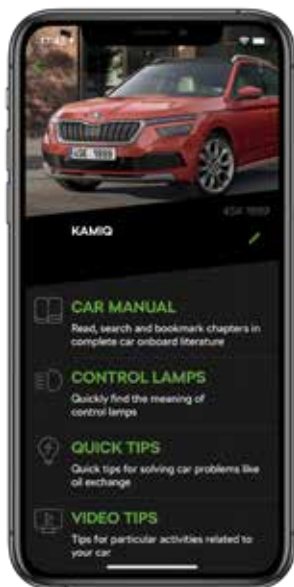 KAMIQ
CAR MANUAL
Read, search and bookmark chapters in
complete car onboard literature
CONTROL LAMPS
Quickly find the meaning of
control lamps
QUICK TIPS
Quick tips for solving car problems like
oil exchange
VIDEO TIPS
Tips for particular activities related to
your car